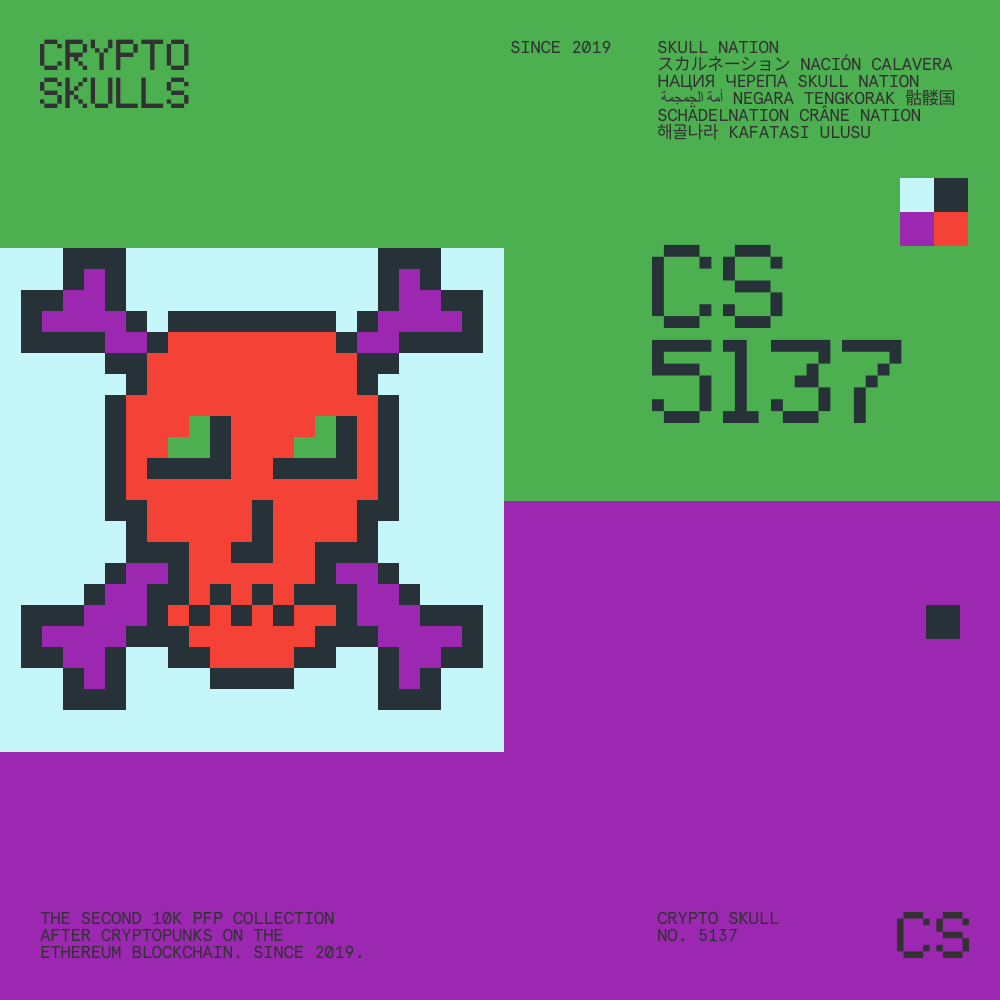 CRYPTO
SKULLS
SINCE 2019
SKULL NATION
スカルネーション NACIÓN CALAVERA
НАЦИЯ ЧЕРЕПА SKULL NATION
أمة الجمجمة NEGARA TENGKORAK 骷髅国
SCHÄDELNATION CRÂNE NATION
해골나라 KAFATASI ULUSU
CS
5137
THE SECOND 10K PFP COLLECTION
AFTER CRYPTOPUNKS ON THE
ETHEREUM BLOCKCHAIN. SINCE 2019.
CRYPTO SKULL
NO. 5137
CS